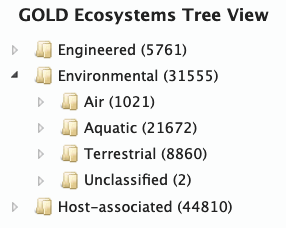 GOLD Ecosystems Tree View
Engineered (5761)
Environmental (31555)
Air (1021)
Aquatic (21672)
Terrestrial (8860)
Unclassified (2)
Host-associated (44810)